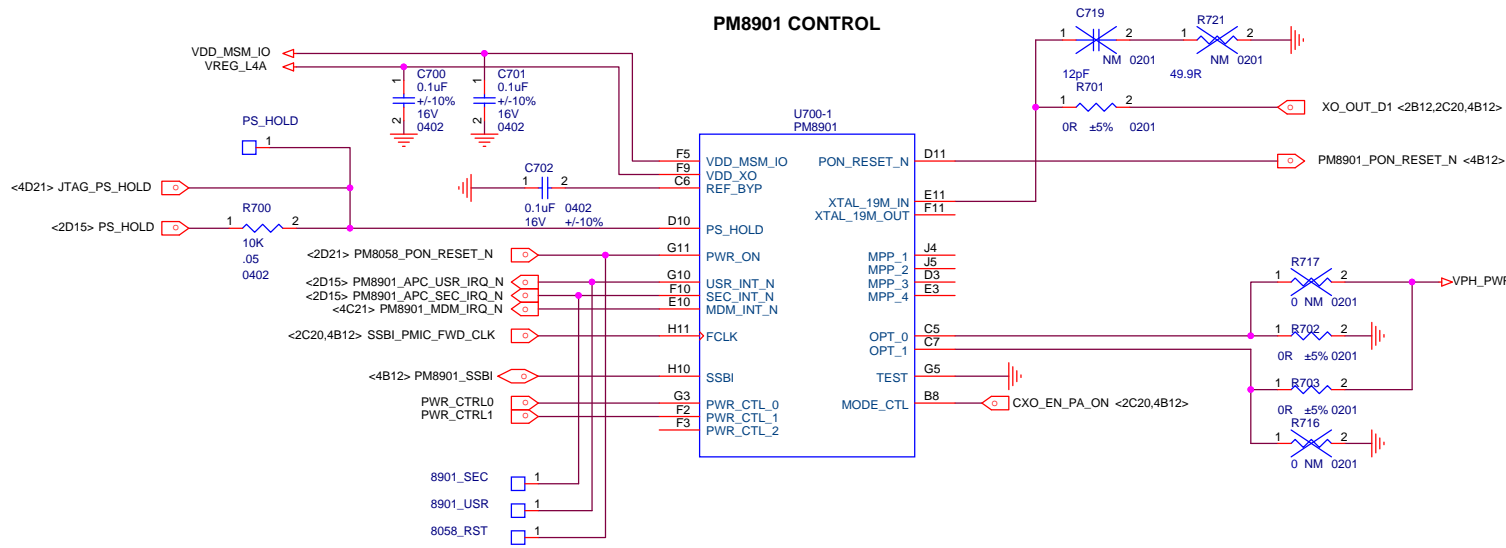 PM8901 CONTROL
VDD_MSM_IO
VREG_L4A
1
C700
0.1uF
+/-10%
16V
0402
2
1
C701
0.1uF
+/-10%
16V
0402
2
PS_HOLD
1
<4D21> JTAG_PS_HOLD
<2D15> PS_HOLD
1
R700
2
10K
.05
0402
C702
1
2
0.1uF 0402
16V +/-10%
<2D21> PM8058_PON_RESET_N
<2D15> PM8901_APC_USR_IRQ_N
<2D15> PM8901_APC_SEC_IRQ_N
<4C21> PM8901_MDM_IRQ_N
<2C20,4B12> SSBI_PMIC_FWD_CLK
<4B12> PM8901_SSBI
PWR_CTRL0
PWR_CTRL1
8901_SEC
1
8901_USR
1
8058_RST
1
U700-1
PM8901
F5 VDD_MSM_IO
F9 VDD_XO
C6 REF_BYP
D10 PS_HOLD
G11 PWR_ON
G10 USR_INT_N
F10 SEC_INT_N
E10 MDM_INT_N
H11 FCLK
H10 SSBI
G3 PWR_CTL_0
F2 PWR_CTL_1
F3 PWR_CTL_2
PON_RESET_N D11
XTAL_19M_IN E11
XTAL_19M_OUT F11
MPP_1 J4
MPP_2 J5
MPP_3 D3
MPP_4 E3
OPT_0 C5
OPT_1 C7
TEST G5
MODE_CTL B8
C719
1
2
NM 0201
12pF
R721
1
2
NM 0201
49.9R
R701
1
2
0R ±5% 0201
XO_OUT_D1 <2B12,2C20,4B12>
PM8901_PON_RESET_N <4B12>
R717
1
2
0 NM 0201
VPH_PWR
R702
1
2
0R ±5% 0201
R703
1
2
0R ±5% 0201
R716
1
2
0 NM 0201
CXO_EN_PA_ON <2C20,4B12>